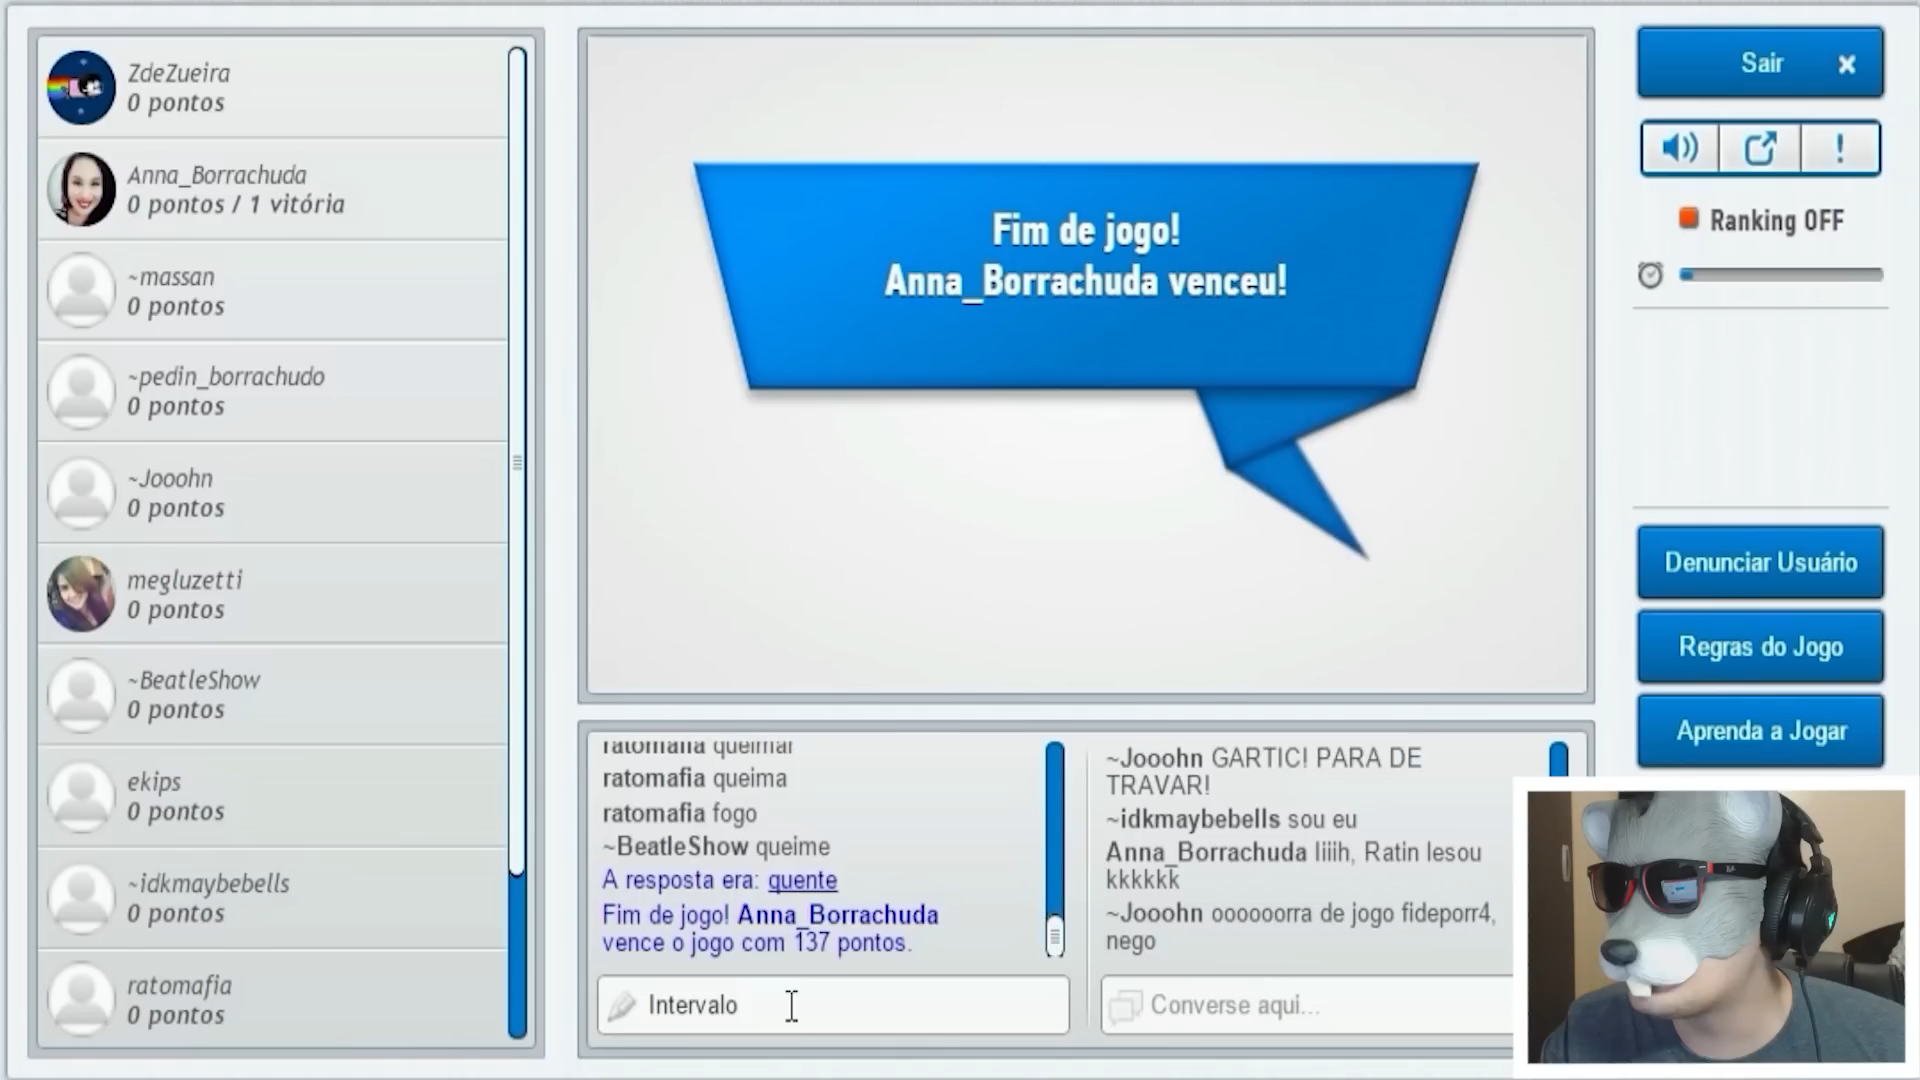 ZdeZueira
0 pontos
Anna_Borrachuda
0 pontos / 1 vitória
~massan
0 pontos
~pedin_borrachudo
0 pontos
~Jooohn
0 pontos
megluzetti
0 pontos
~BeatleShow
0 pontos
ekips
0 pontos
~idkmaybebells
0 pontos
ratomafia
0 pontos
Fim de jogo!
Anna_Borrachuda venceu!
ratomafia queimar
ratomafia queima
ratomafia fogo
~BeatleShow queime
A resposta era: quente
Fim de jogo! Anna_Borrachuda
vence o jogo com 137 pontos.
Intervalo
~Jooohn GARTIC! PARA DE
TRAVAR!
~idkmaybebells sou eu
Anna_Borrachuda Iiiih, Ratin lesou
kkkkkk
~Jooohn oooooorra de jogo fideporr4,
nego
Converse aqui...
Sair
Ranking OFF
Denunciar Usuário
Regras do Jogo
Aprenda a Jogar